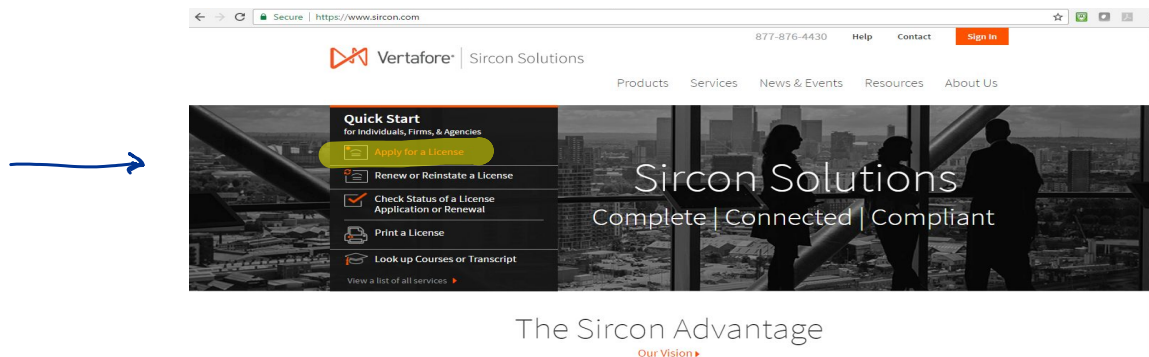 Secure | https://www.sircon.com
877-876-4430 Help Contact Sign In
Vertafore Sircon Solutions
Products Services News & Events Resources About Us
Quick Start
for Individuals, Firms, & Agencies
Apply for a License
Renew or Reinstate a License
Check Status of a License
Application or Renewal
Print a License
Look up Courses or Transcript
View a list of all services
Sircon Solutions
Complete | Connected | Compliant
The Sircon Advantage
Our Vision